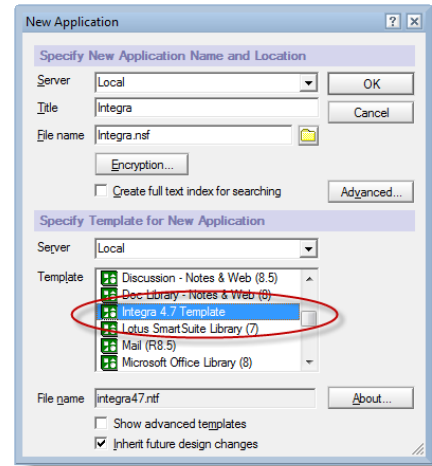 New Application
Specify New Application Name and Location
Server Local OK
Title Integra Cancel
File name Integra.nsf
Encryption...
Create full text index for searching Advanced...
Specify Template for New Application
Server Local
Template Discussion - Notes & Web (8.5)
Doc Library - Notes & Web (8)
Integra 4.7 Template
Lotus SmartSuite Library (7)
Mail (R8.5)
Microsoft Office Library (8)
File name integra47.ntf About...
Show advanced templates
Inherit future design changes